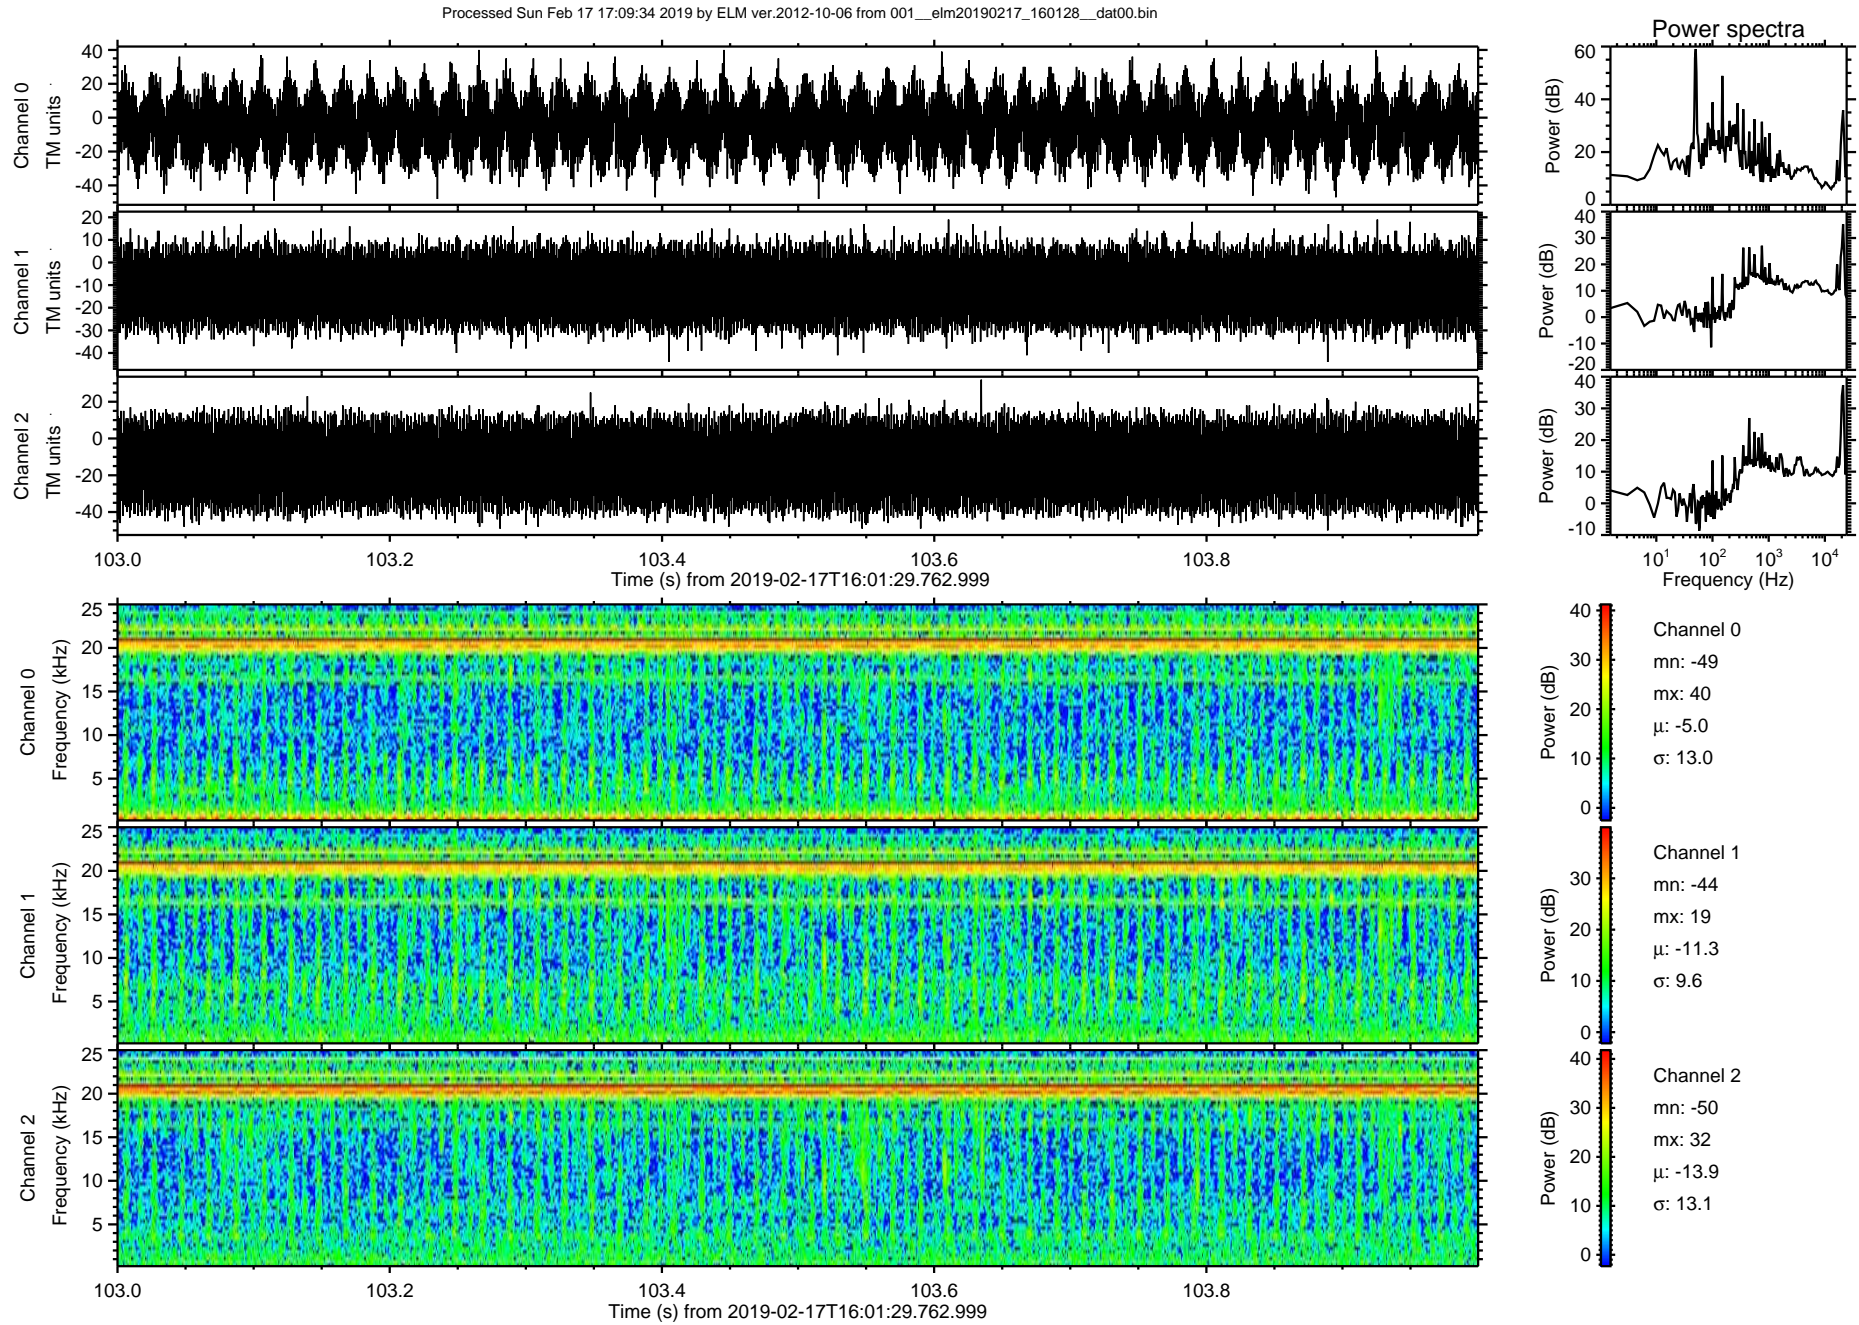 Processed Sun Feb 17 17:09:34 2019 by ELM ver.2012-10-06 from 001__elm20190217_160128__dat00.bin
Power spectra
Channel 0
TM units
40
20
0
-20
-40
Power (dB)
60
40
20
0
Channel 1
TM units
20
10
0
-10
-20
-30
-40
Power (dB)
40
30
20
10
0
-10
-20
Channel 2
TM units
20
0
-20
-40
Power (dB)
40
30
20
10
0
-10
103.0 103.2 103.4 103.6 103.8
Time (s) from 2019-02-17T16:01:29.762.999
10¹ 10² 10³ 10⁴
Frequency (Hz)
Channel 0
Frequency (kHz)
25
20
15
10
5
Power (dB)
40
30
20
10
0
Channel 0
mn: -49
mx: 40
μ: -5.0
σ: 13.0
Channel 1
Frequency (kHz)
25
20
15
10
5
Power (dB)
30
20
10
0
Channel 1
mn: -44
mx: 19
μ: -11.3
σ: 9.6
Channel 2
Frequency (kHz)
25
20
15
10
5
Power (dB)
40
30
20
10
0
Channel 2
mn: -50
mx: 32
μ: -13.9
σ: 13.1
103.0 103.2 103.4 103.6 103.8
Time (s) from 2019-02-17T16:01:29.762.999